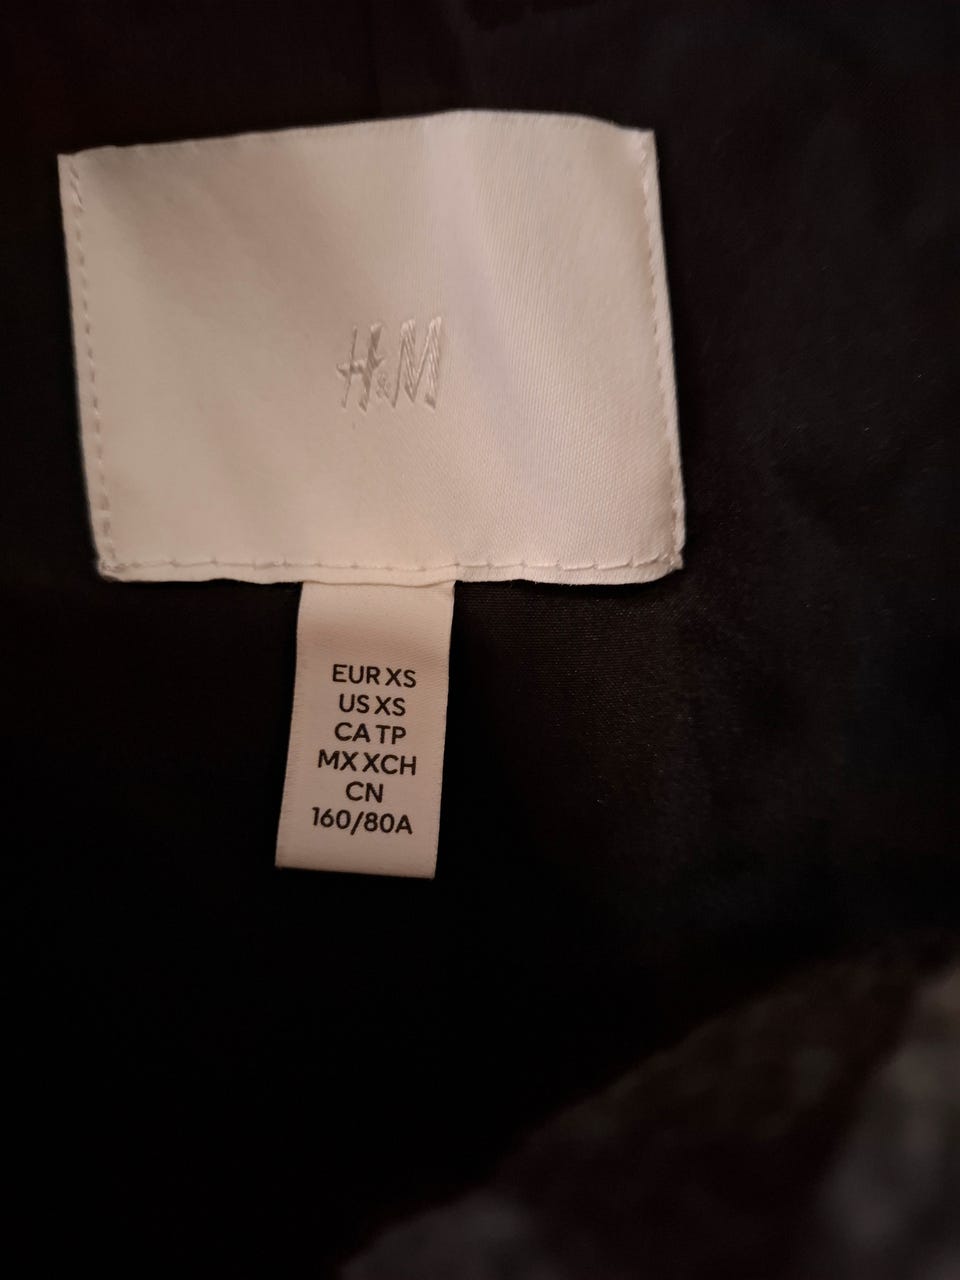 H&M
EUR XS
US XS
CA TP
MX XCH
CN
160/80A